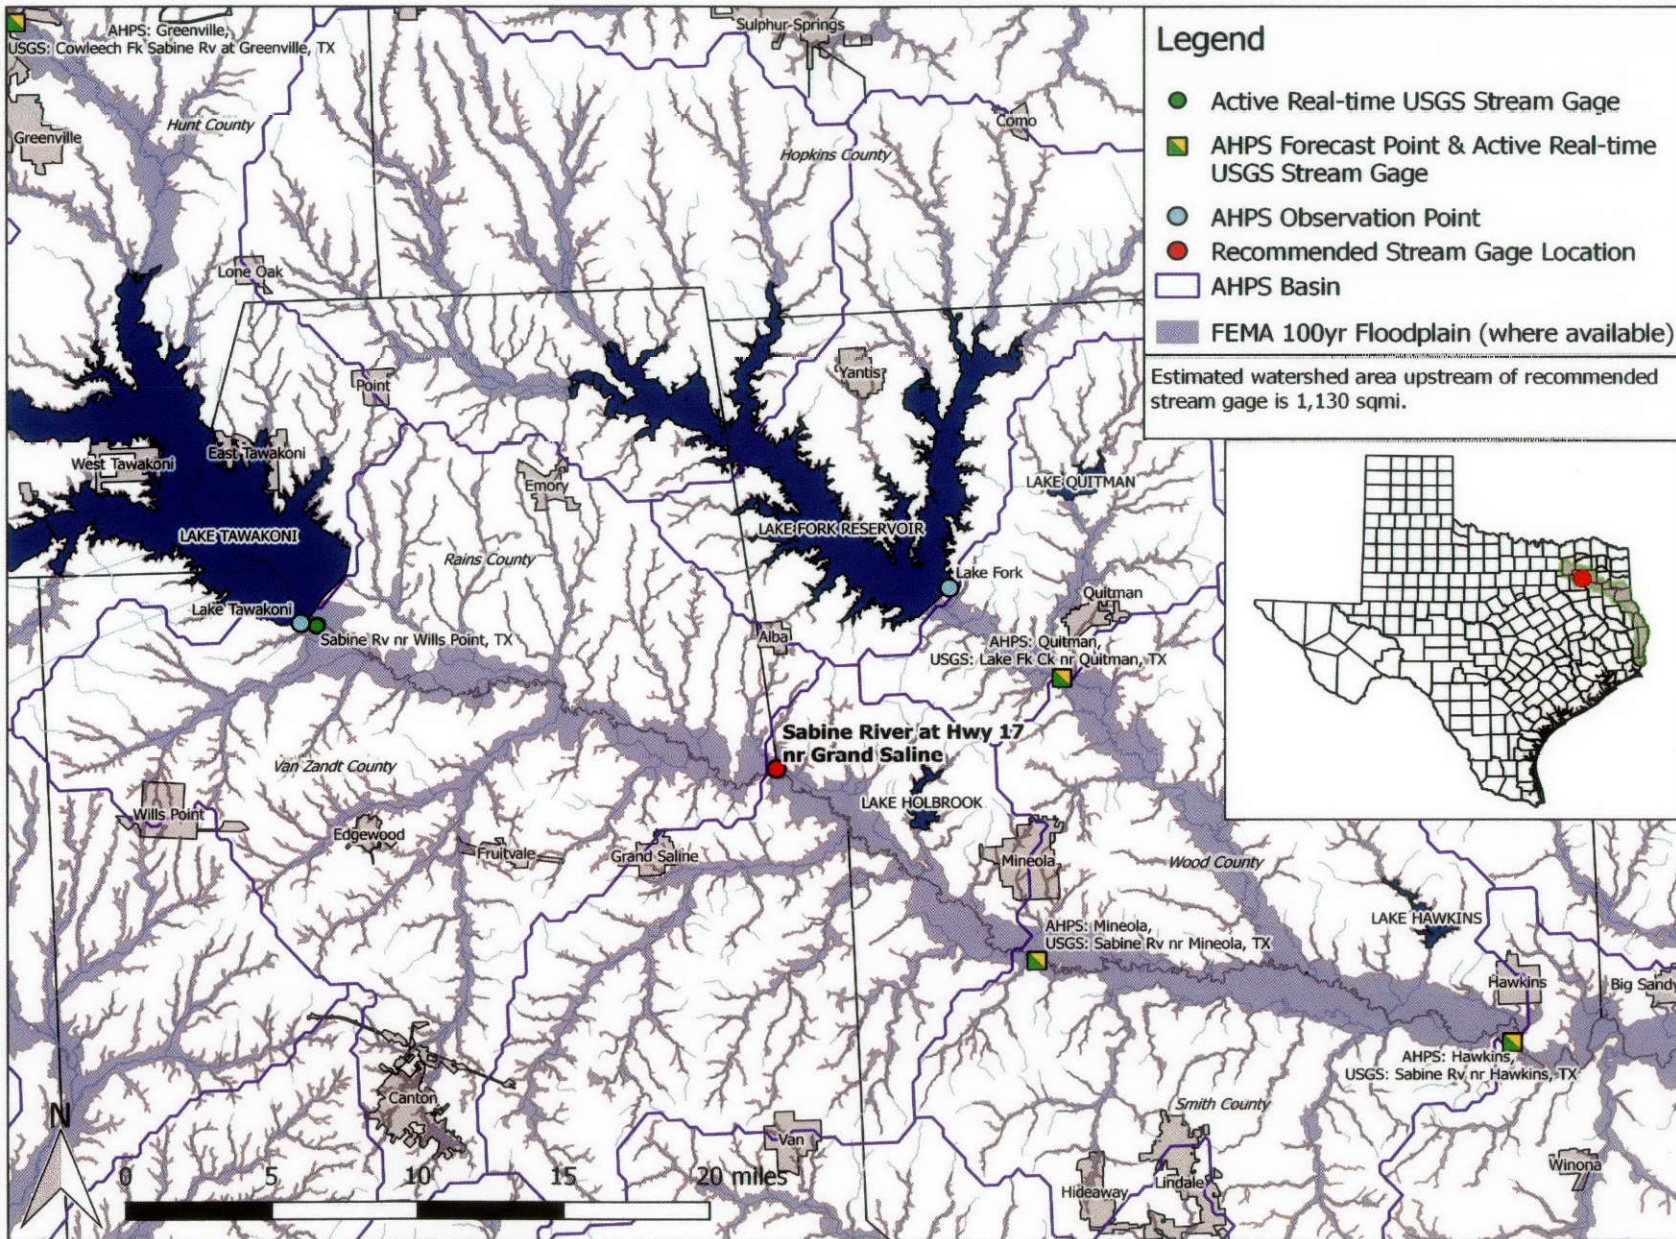 AHPS: Greenville,
USGS: Cowleech Fk Sabine Rv at Greenville, TX
Sulphur Springs
Greenville
Hunt County
Como
Hopkins County
Lone Oak
Point
Yantis
West Tawakoni
East Tawakoni
Emory
LAKE QUITMAN
LAKE TAWAKONI
LAKE FORK RESERVOIR
Rains County
Lake Fork
Lake Tawakoni
Quitman
Sabine Rv nr Wills Point, TX
Alba
AHPS: Quitman,
USGS: Lake Fk Ck nr Quitman, TX
Sabine River at Hwy 17
nr Grand Saline
Van Zandt County
LAKE HOLBROOK
Wills Point
Edgewood
Fruitvale
Grand Saline
Mineola
Wood County
AHPS: Mineola,
USGS: Sabine Rv nr Mineola, TX
LAKE HAWKINS
Hawkins
Big Sandy
AHPS: Hawkins,
USGS: Sabine Rv nr Hawkins, TX
Canton
Smith County
Van
Winona
Hideaway
Lindale
N
0 5 10 15 20 miles
Legend
Active Real-time USGS Stream Gage
AHPS Forecast Point & Active Real-time
USGS Stream Gage
AHPS Observation Point
Recommended Stream Gage Location
AHPS Basin
FEMA 100yr Floodplain (where available)
Estimated watershed area upstream of recommended
stream gage is 1,130 sqmi.